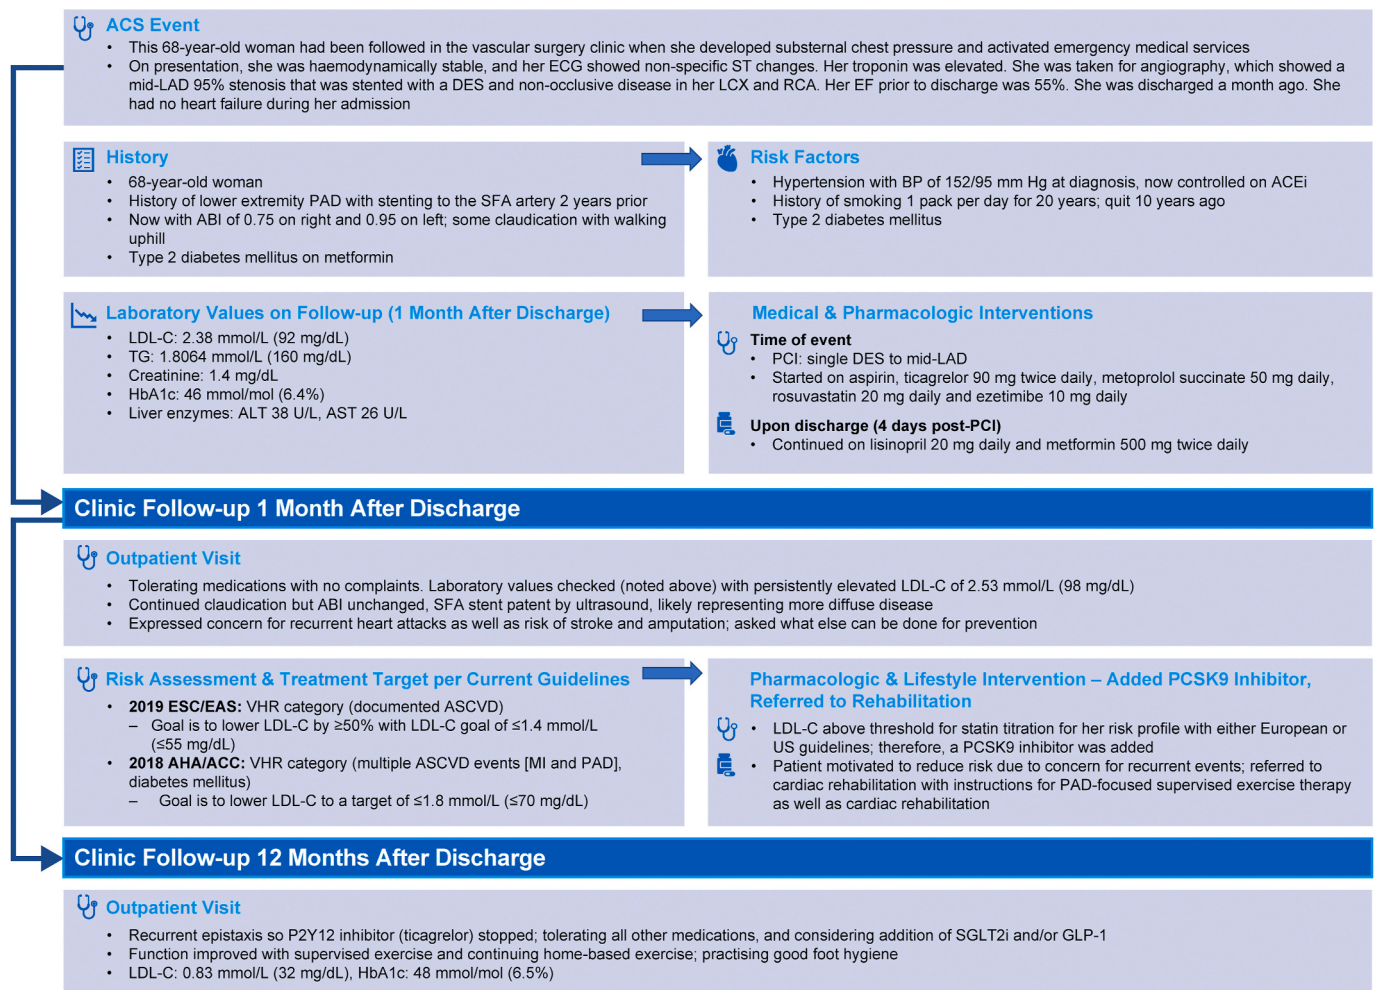 ACS Event
• This 68-year-old woman had been followed in the vascular surgery clinic when she developed substernal chest pressure and activated emergency medical services
• On presentation, she was haemodynamically stable, and her ECG showed non-specific ST changes. Her troponin was elevated. She was taken for angiography, which showed a
mid-LAD 95% stenosis that was stented with a DES and non-occlusive disease in her LCX and RCA. Her EF prior to discharge was 55%. She was discharged a month ago. She
had no heart failure during her admission
History
• 68-year-old woman
• History of lower extremity PAD with stenting to the SFA artery 2 years prior
• Now with ABI of 0.75 on right and 0.95 on left; some claudication with walking
uphill
• Type 2 diabetes mellitus on metformin
Risk Factors
• Hypertension with BP of 152/95 mm Hg at diagnosis, now controlled on ACEi
• History of smoking 1 pack per day for 20 years; quit 10 years ago
• Type 2 diabetes mellitus
Laboratory Values on Follow-up (1 Month After Discharge)
• LDL-C: 2.38 mmol/L (92 mg/dL)
• TG: 1.8064 mmol/L (160 mg/dL)
• Creatinine: 1.4 mg/dL
• HbA1c: 46 mmol/mol (6.4%)
• Liver enzymes: ALT 38 U/L, AST 26 U/L
Medical & Pharmacologic Interventions
Time of event
• PCI: single DES to mid-LAD
• Started on aspirin, ticagrelor 90 mg twice daily, metoprolol succinate 50 mg daily,
rosuvastatin 20 mg daily and ezetimibe 10 mg daily
Upon discharge (4 days post-PCI)
• Continued on lisinopril 20 mg daily and metformin 500 mg twice daily
Clinic Follow-up 1 Month After Discharge
Outpatient Visit
• Tolerating medications with no complaints. Laboratory values checked (noted above) with persistently elevated LDL-C of 2.53 mmol/L (98 mg/dL)
• Continued claudication but ABI unchanged, SFA stent patent by ultrasound, likely representing more diffuse disease
• Expressed concern for recurrent heart attacks as well as risk of stroke and amputation; asked what else can be done for prevention
Risk Assessment & Treatment Target per Current Guidelines
• 2019 ESC/EAS: VHR category (documented ASCVD)
– Goal is to lower LDL-C by ≥50% with LDL-C goal of ≤1.4 mmol/L
(≤55 mg/dL)
• 2018 AHA/ACC: VHR category (multiple ASCVD events [MI and PAD],
diabetes mellitus)
– Goal is to lower LDL-C to a target of ≤1.8 mmol/L (≤70 mg/dL)
Pharmacologic & Lifestyle Intervention – Added PCSK9 Inhibitor,
Referred to Rehabilitation
• LDL-C above threshold for statin titration for her risk profile with either European or
US guidelines; therefore, a PCSK9 inhibitor was added
• Patient motivated to reduce risk due to concern for recurrent events; referred to
cardiac rehabilitation with instructions for PAD-focused supervised exercise therapy
as well as cardiac rehabilitation
Clinic Follow-up 12 Months After Discharge
Outpatient Visit
• Recurrent epistaxis so P2Y12 inhibitor (ticagrelor) stopped; tolerating all other medications, and considering addition of SGLT2i and/or GLP-1
• Function improved with supervised exercise and continuing home-based exercise; practising good foot hygiene
• LDL-C: 0.83 mmol/L (32 mg/dL), HbA1c: 48 mmol/mol (6.5%)